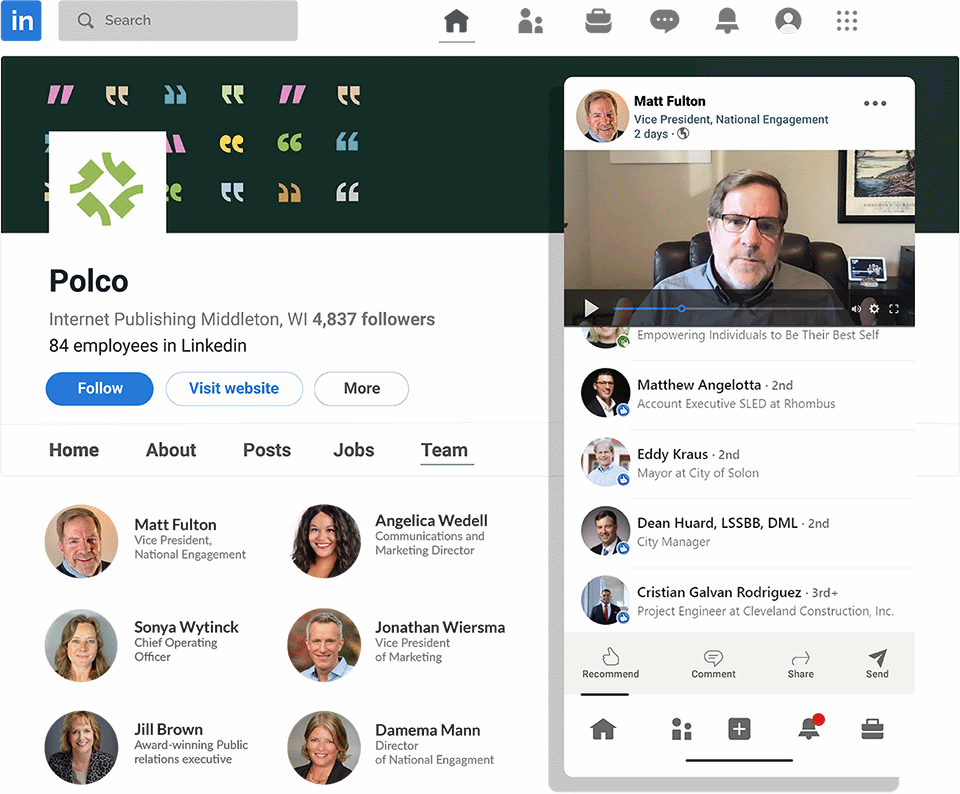 in
Search
Polco
Internet Publishing Middleton, WI 4,837 followers
84 employees in Linkedin
Follow
Visit website
More
Home
About
Posts
Jobs
Team
Matt Fulton
Vice President,
National Engagement
Angelica Wedell
Communications and
Marketing Director
Sonya Wytinck
Chief Operating
Officer
Jonathan Wiersma
Vice President
of Marketing
Jill Brown
Award-winning Public
relations executive
Damema Mann
Director
of National Engagment
Matt Fulton
Vice President, National Engagement
2 days ·
Empowering Individuals to Be Their Best Self
Matthew Angelotta · 2nd
Account Executive SLED at Rhombus
Eddy Kraus · 2nd
Mayor at City of Solon
Dean Huard, LSSBB, DML · 2nd
City Manager
Cristian Galvan Rodriguez · 3rd+
Project Engineer at Cleveland Construction, Inc.
Recommend
Comment
Share
Send